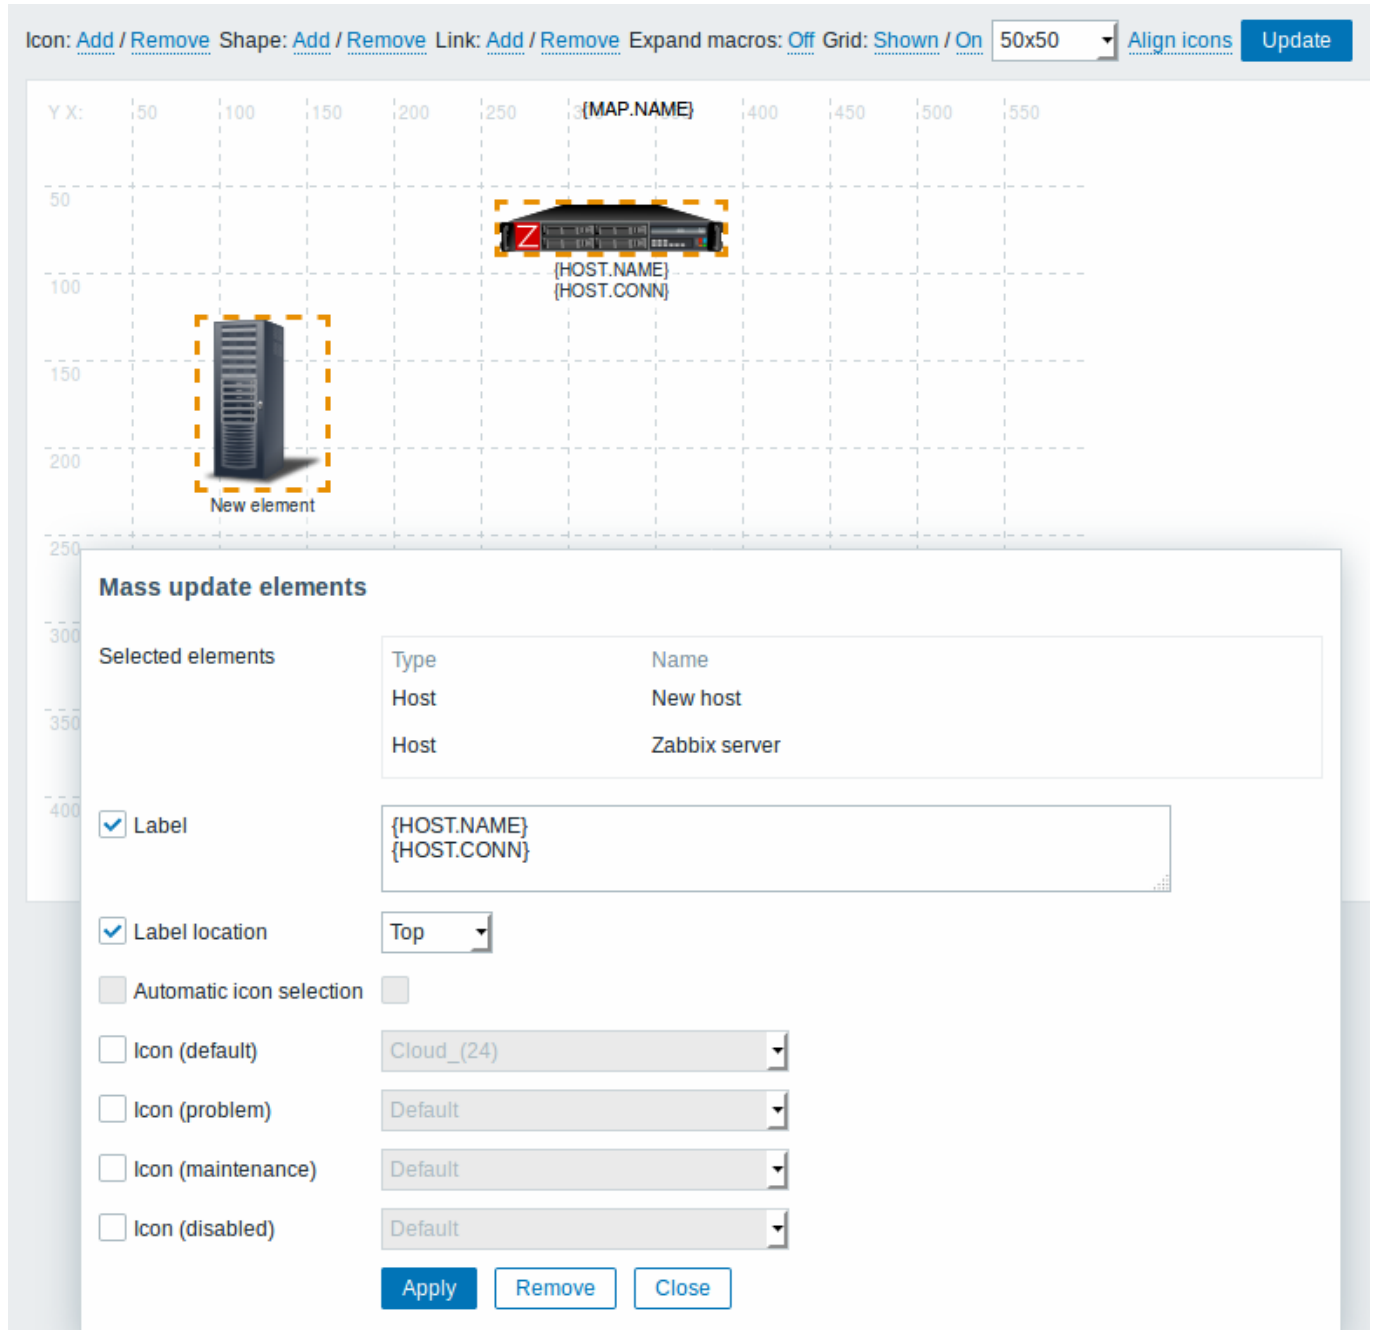 Icon: Add / Remove Shape: Add / Remove Link: Add / Remove Expand macros: Off Grid: Shown / On 50x50 Align icons Update
Y X: 50 100 150 200 250 {MAP.NAME} 400 450 500 550
50
Z
{HOST.NAME}
100 {HOST.CONN}
150
200
New element
250
Mass update elements
300
Selected elements Type Name
Host New host
350
Host Zabbix server
400
Label {HOST.NAME}
{HOST.CONN}
Label location Top
Automatic icon selection
Icon (default) Cloud_(24)
Icon (problem) Default
Icon (maintenance) Default
Icon (disabled) Default
Apply Remove Close